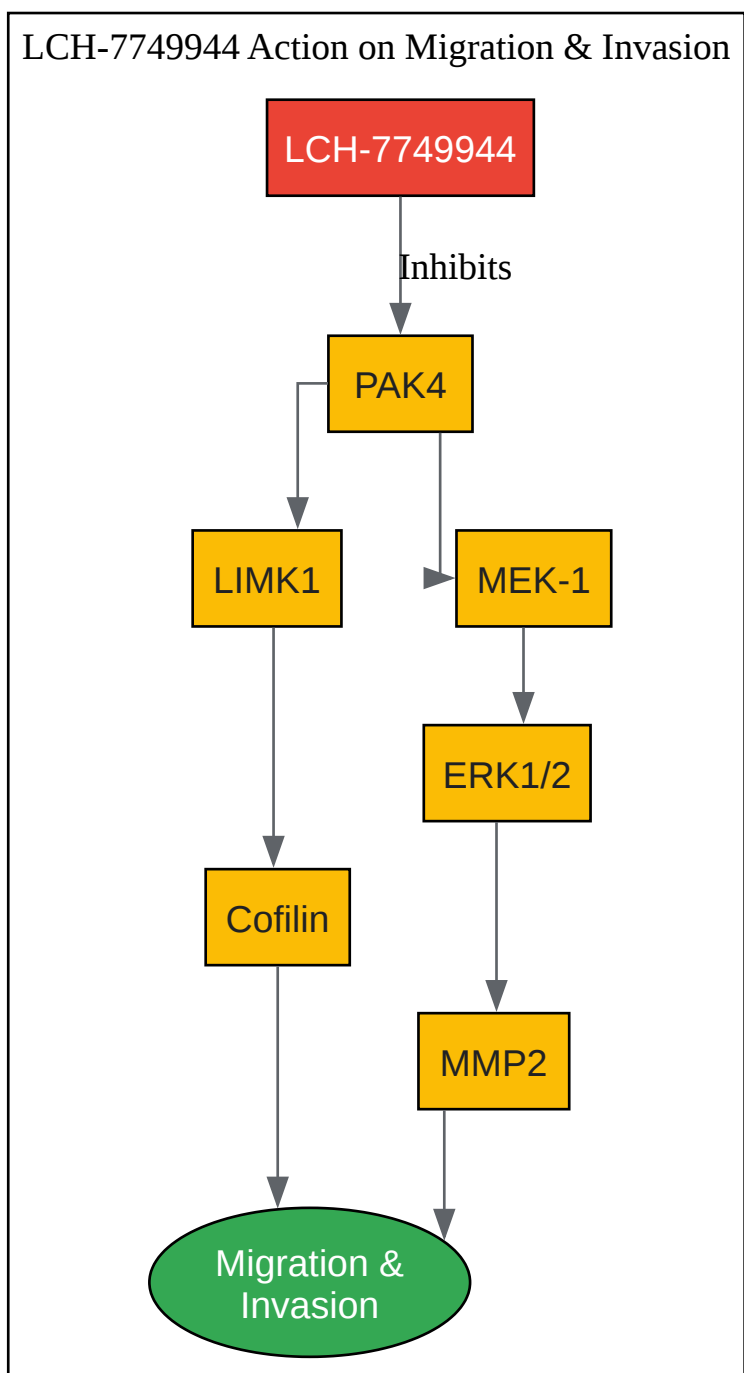 LCH-7749944 Action on Migration & Invasion
LCH-7749944
Inhibits
PAK4
LIMK1
MEK-1
ERK1/2
Cofilin
MMP2
Migration &
Invasion